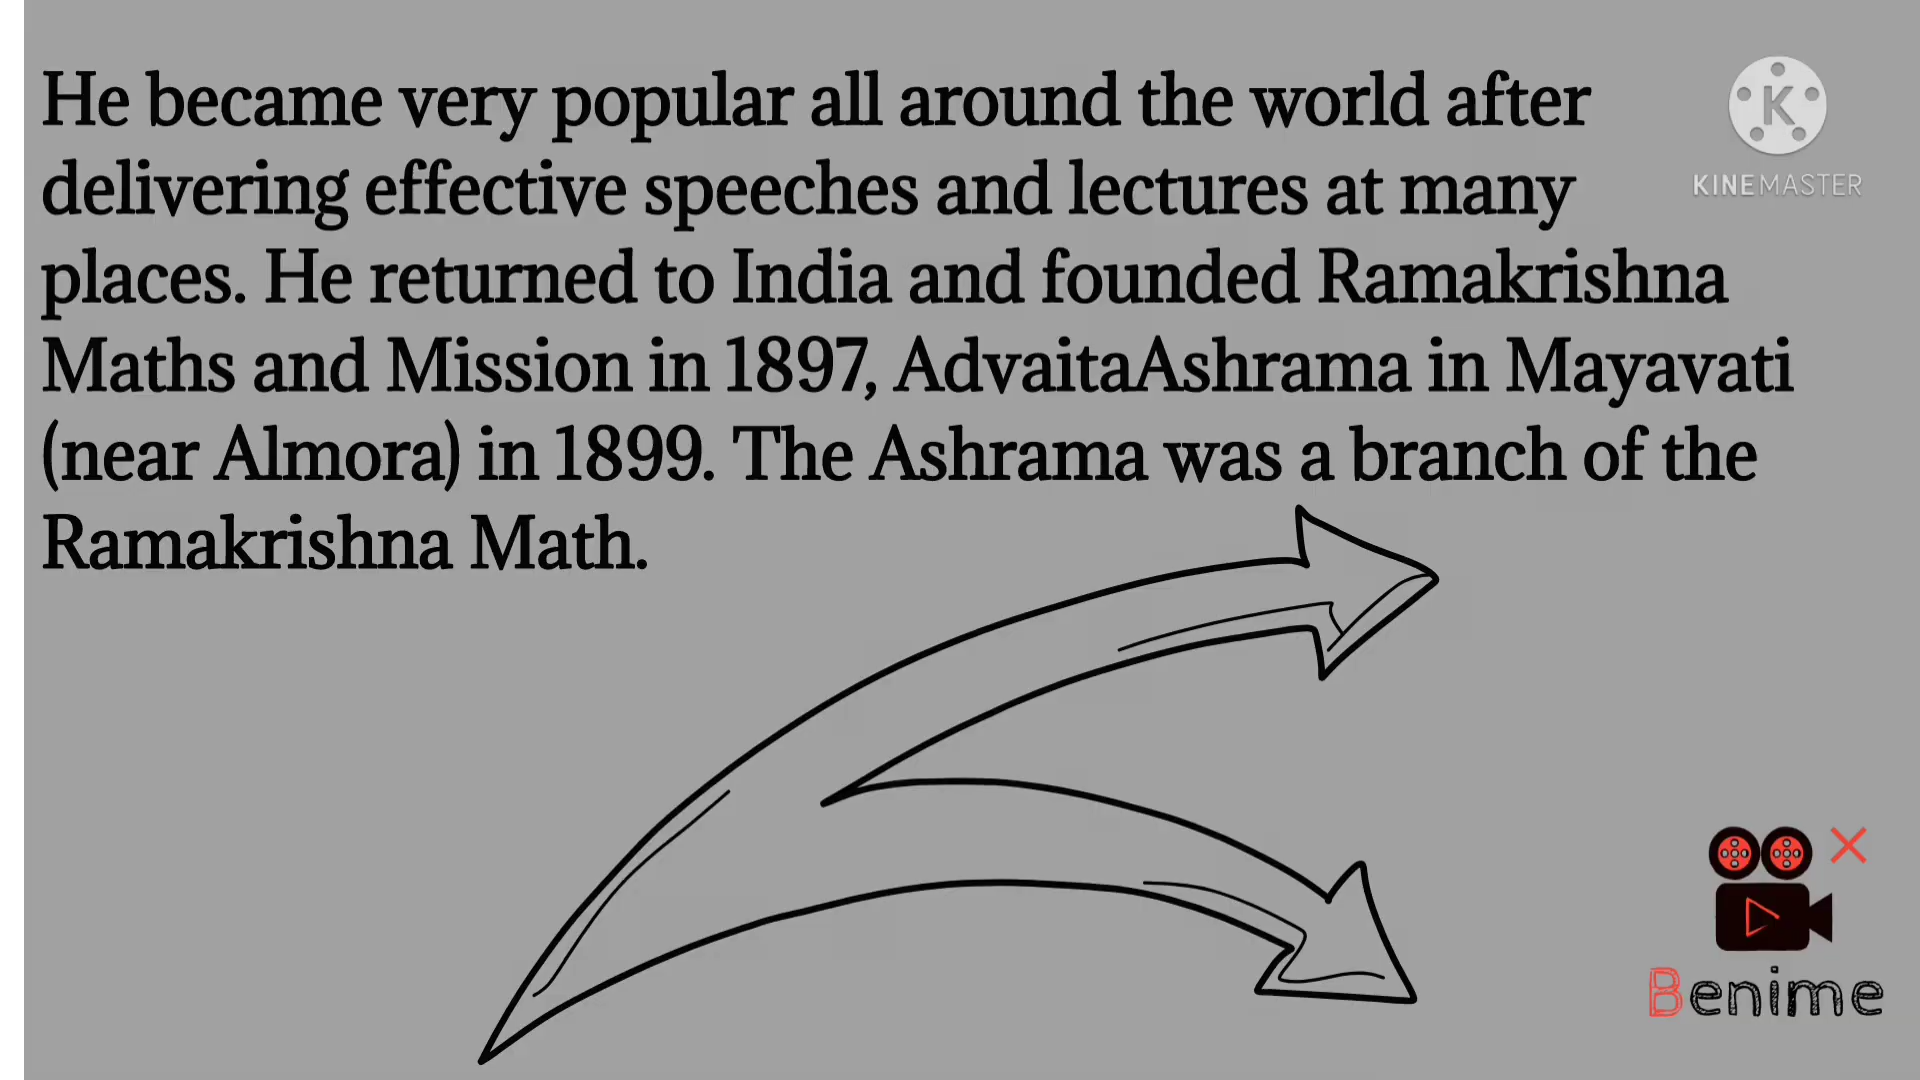 He became very popular all around the world after
delivering effective speeches and lectures at many
places. He returned to India and founded Ramakrishna
Maths and Mission in 1897, AdvaitaAshrama in Mayavati
(near Almora) in 1899. The Ashrama was a branch of the
Ramakrishna Math.
K
KINEMASTER
Benime